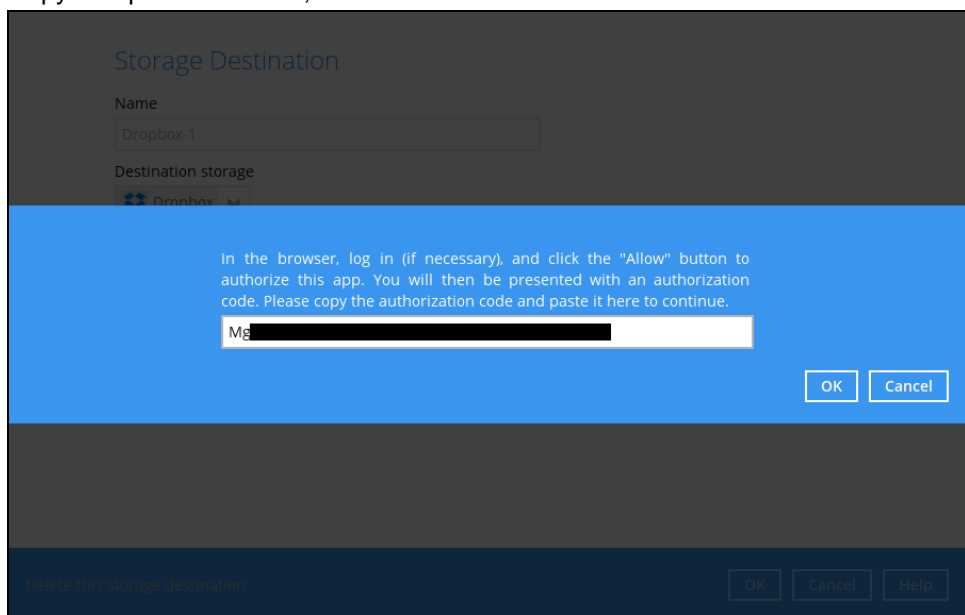 Storage Destination
Name
Dropbox-1
Destination storage
Dropbox
In the browser, log in (if necessary), and click the "Allow" button to
authorize this app. You will then be presented with an authorization
code. Please copy the authorization code and paste it here to continue.
Mg
OK Cancel
Delete this storage destination
OK Cancel Help